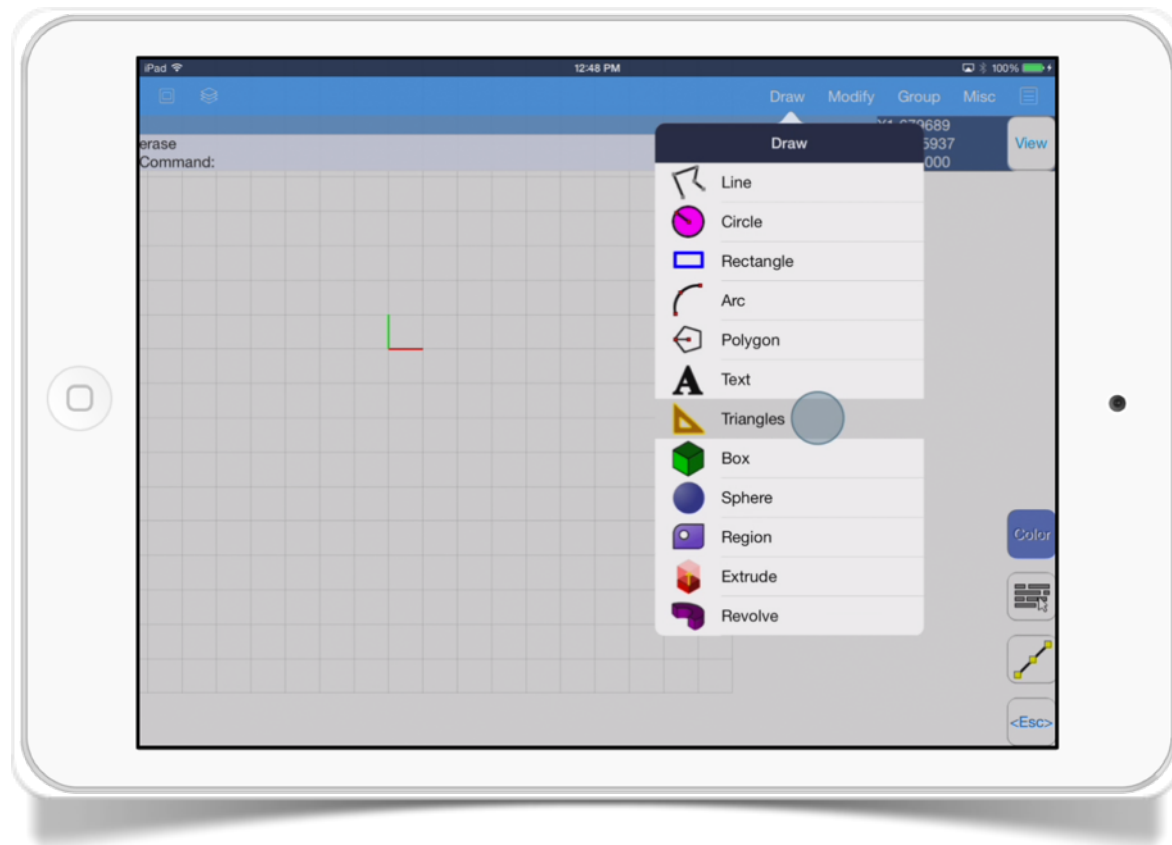 iPad 12:48 PM 100%
Draw Modify Group Misc
erase
Command:
View
Draw
Line
Circle
Rectangle
Arc
Polygon
Text
Triangles
Box
Sphere
Region
Extrude
Revolve
Color
<Esc>